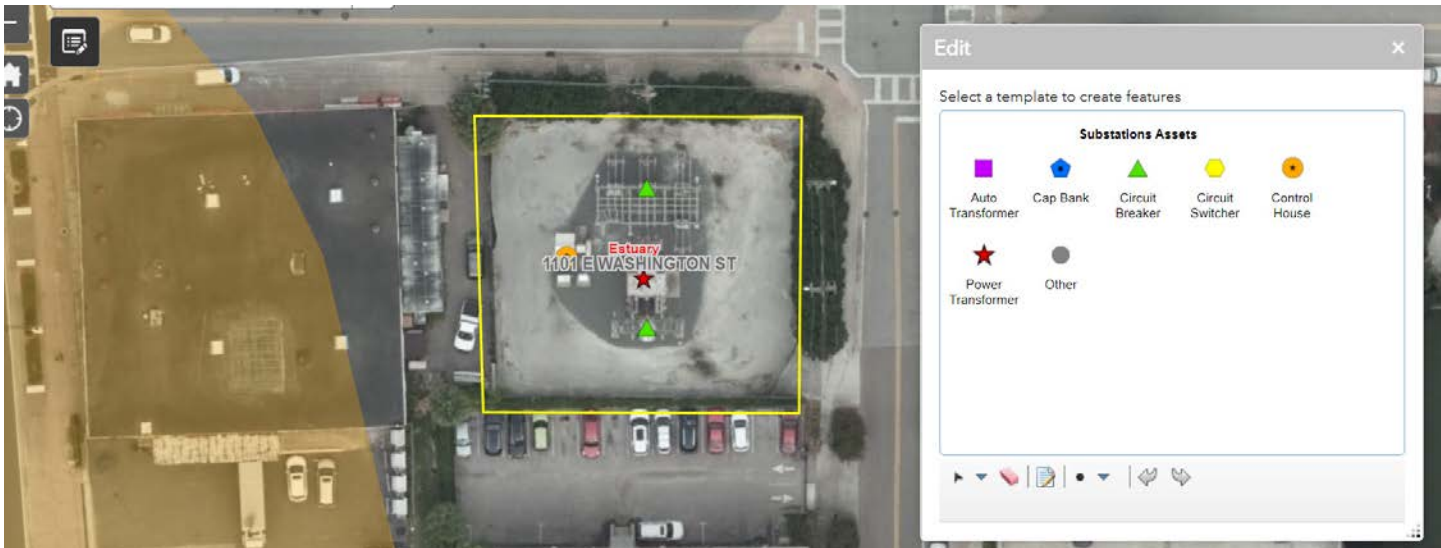 Edit
Select a template to create features
Substations Assets
Auto Transformer
Cap Bank
Circuit Breaker
Circuit Switcher
Control House
Power Transformer
Other
Estuary
1101 E WASHINGTON ST